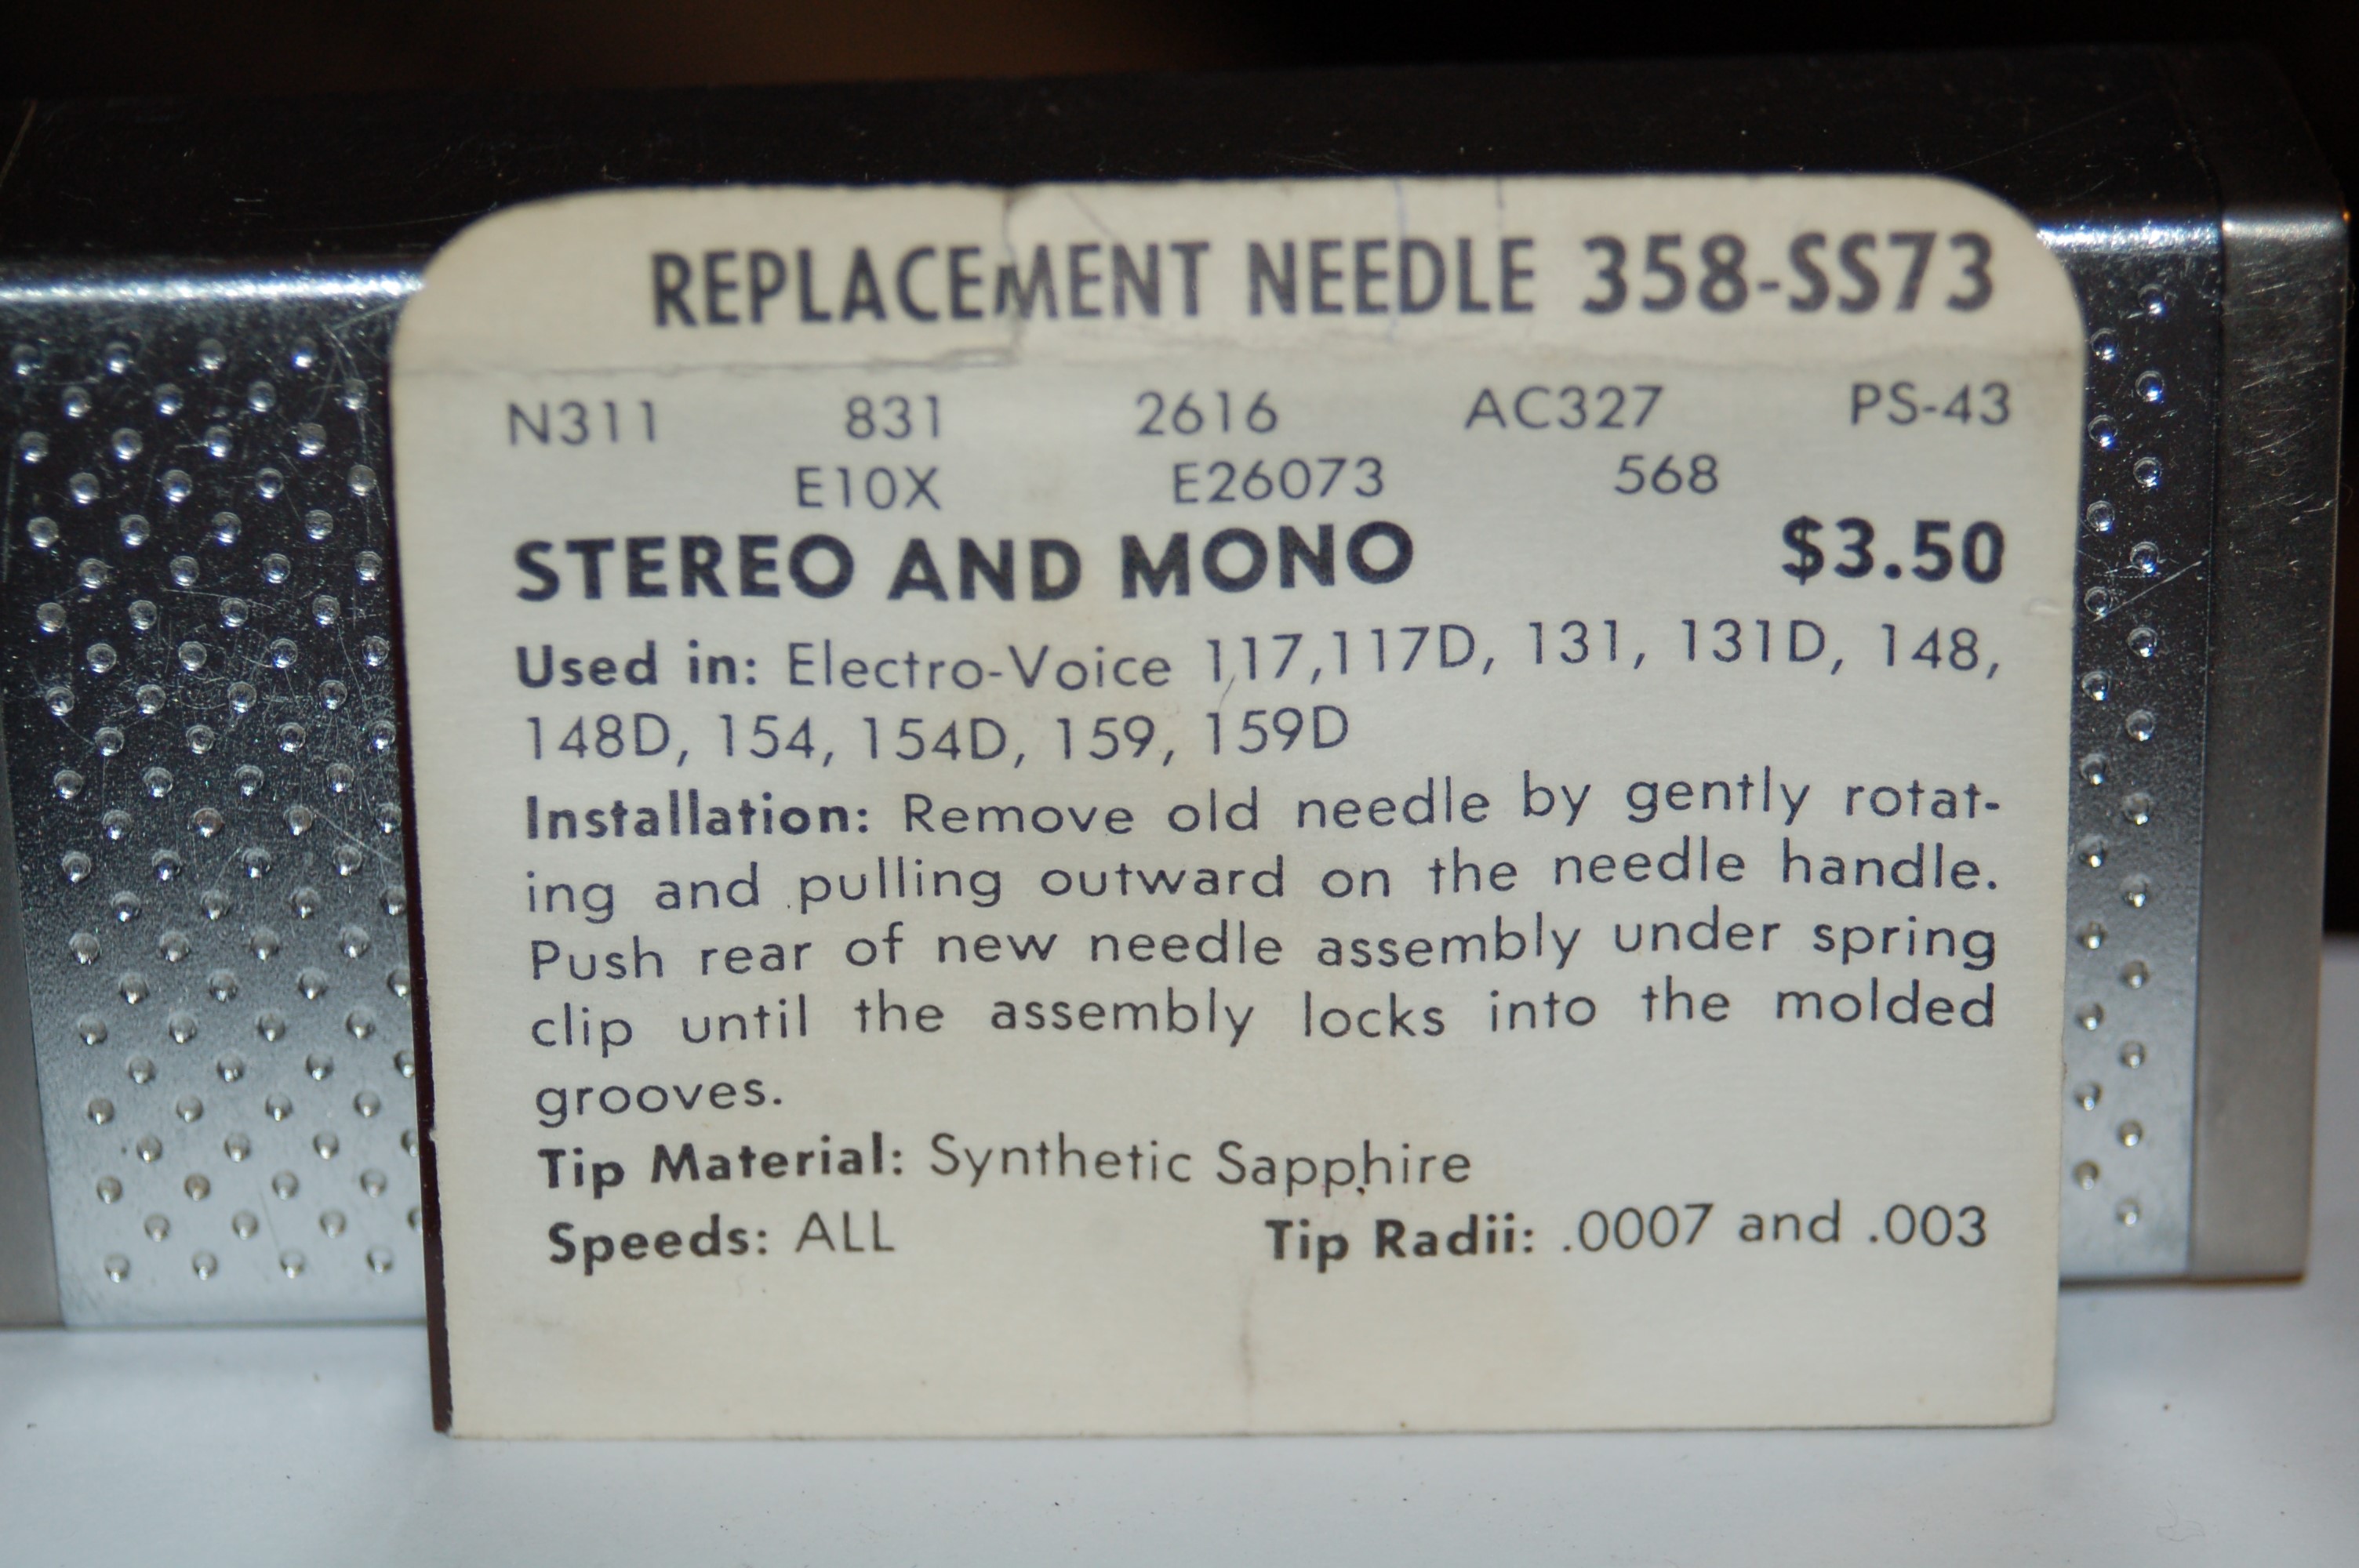 REPLACEMENT NEEDLE 358-SS73
N311 831 2616 AC327 PS-43
E10X E26073 568
STEREO AND MONO $3.50
Used in: Electro-Voice 117,117D, 131, 131D, 148,
148D, 154, 154D, 159, 159D
Installation: Remove old needle by gently rotat-
ing and pulling outward on the needle handle.
Push rear of new needle assembly under spring
clip until the assembly locks into the molded
grooves.
Tip Material: Synthetic Sapphire
Speeds: ALL Tip Radii: .0007 and .003